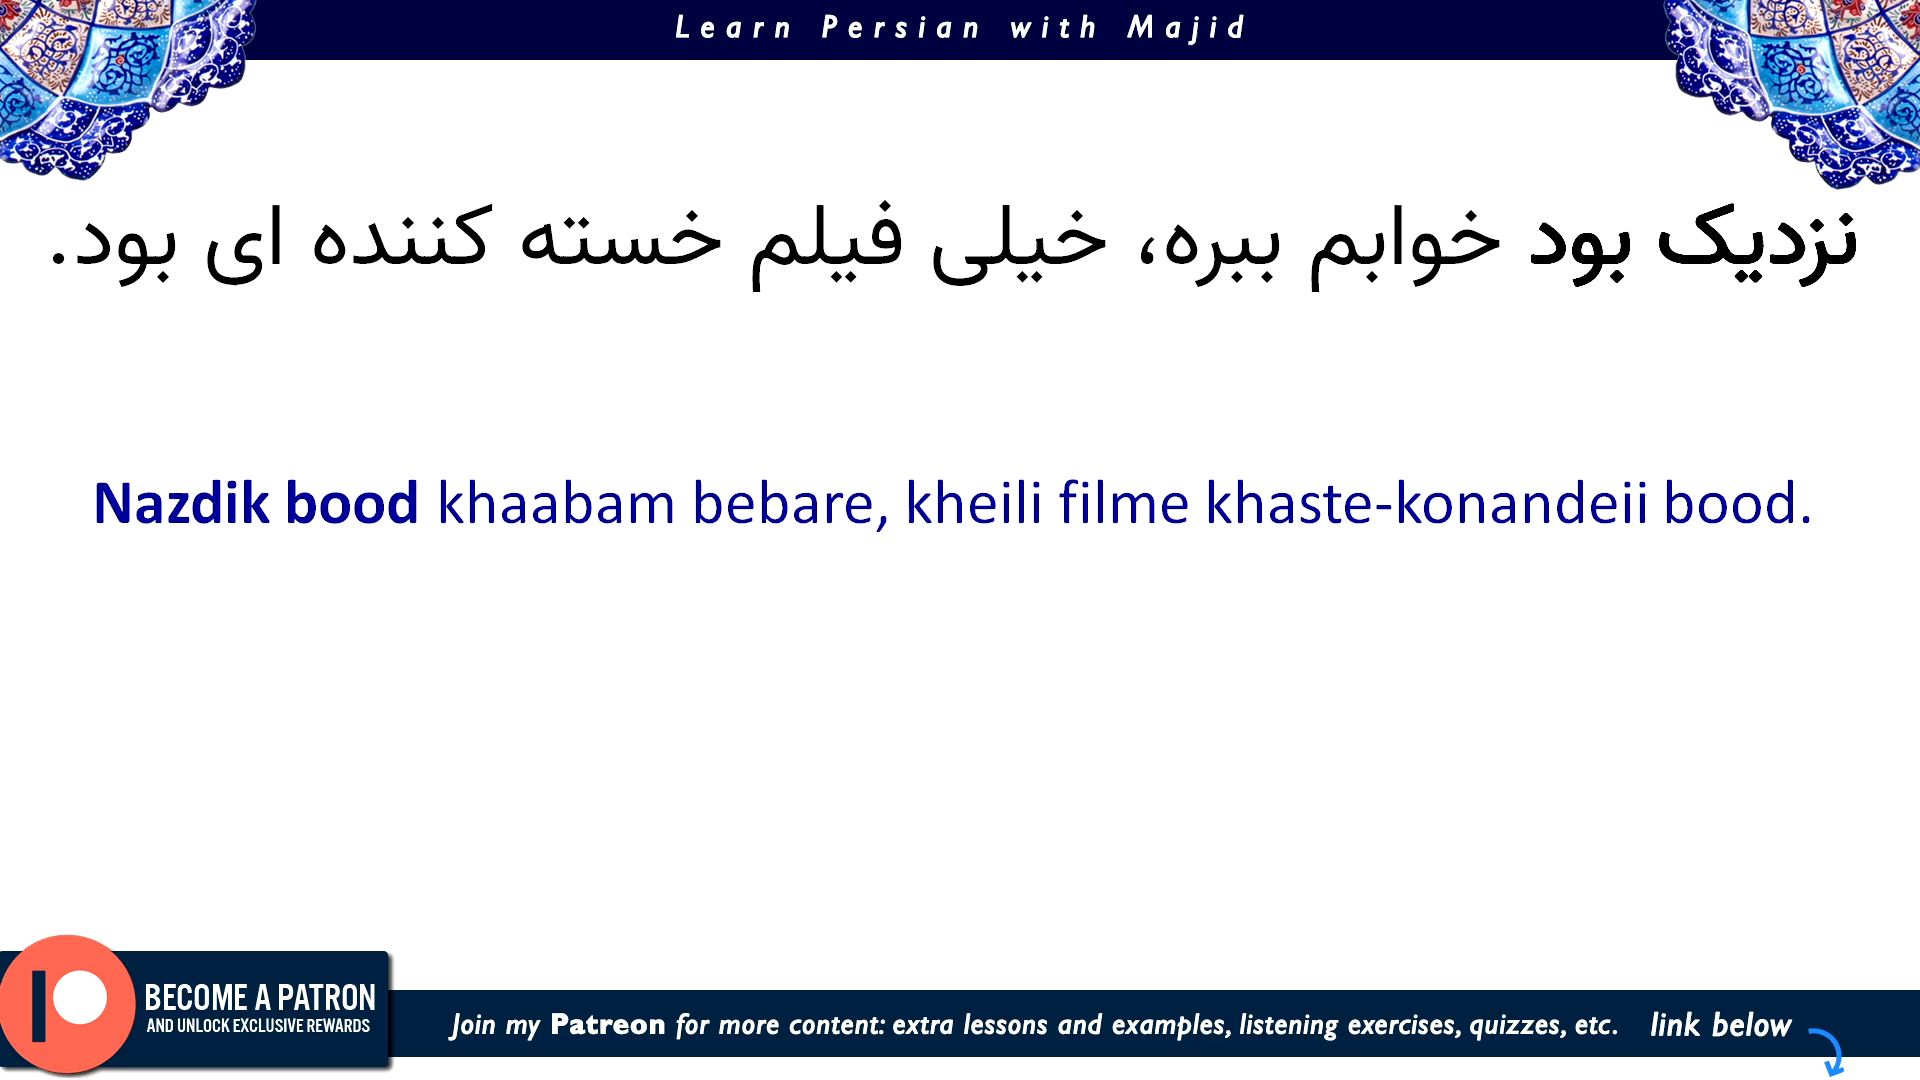 Learn Persian with Majid
نزدیک بود خوابم ببره، خیلی فیلم خسته کننده ای بود.
Nazdik bood khaabam bebare, kheili filme khaste-konandeii bood.
BECOME A PATRON
AND UNLOCK EXCLUSIVE REWARDS
Join my Patreon for more content: extra lessons and examples, listening exercises, quizzes, etc. link below